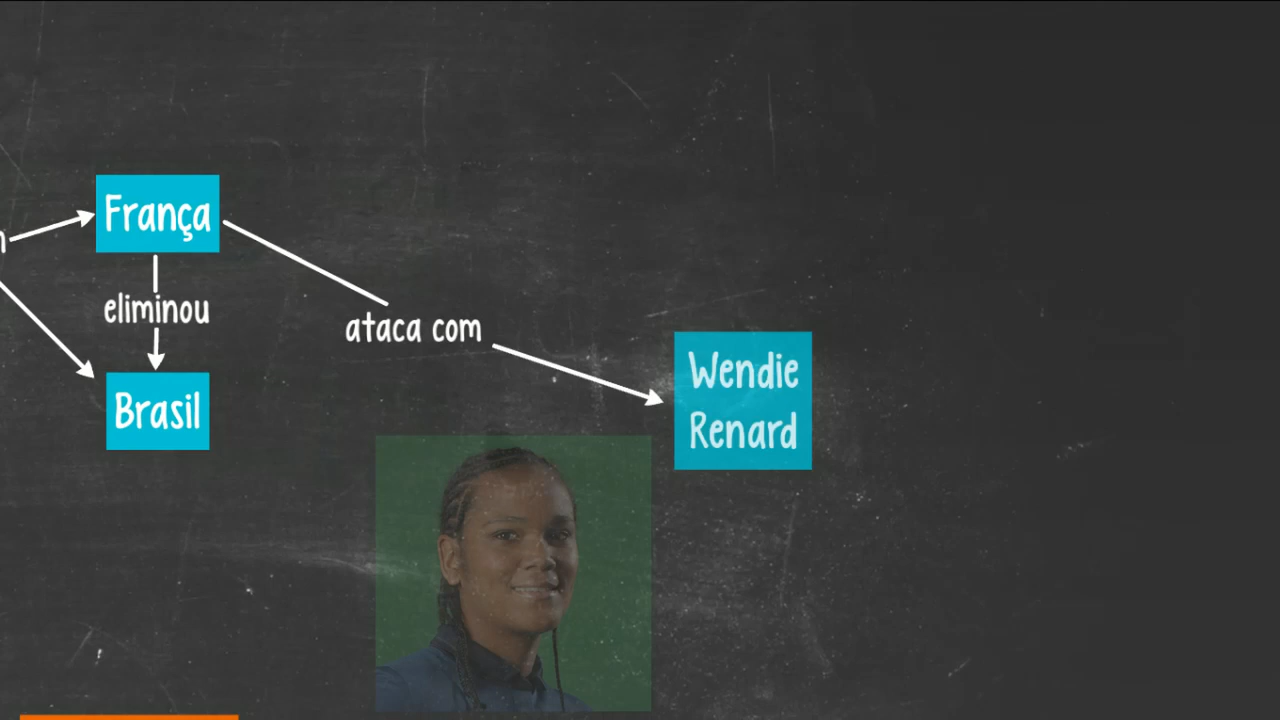 França
eliminou
ataca com
Wendie
Renard
Brasil